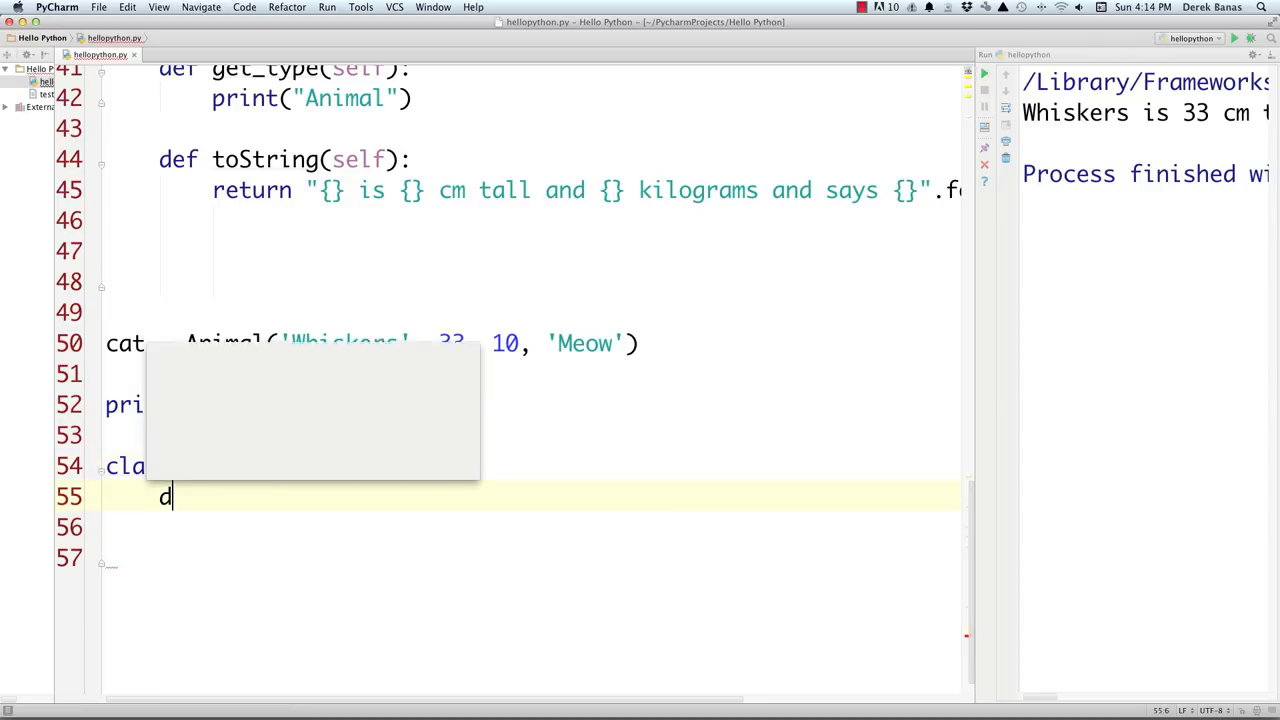 PyCharm File Edit View Navigate Code Refactor Run Tools VCS Window Help 10 Sun 4:14 PM Derek Banas
hellopython.py - Hello Python - [~/PycharmProjects/Hello Python]
Hello Python hellopython.py hellopython
hellopython.py Run hellopython
Hello P
hell
test
Externa
41 def get_type(self):
42 print("Animal")
43
44 def toString(self):
45 return "{} is {} cm tall and {} kilograms and says {}".fo
46
47
48
49
50 cat Animal('Whiskers', 33, 10, 'Meow')
51
52 pri
53
54 cla
55 d
56
57
/Library/Frameworks
Whiskers is 33 cm t
Process finished wi
55:6 LF UTF-8